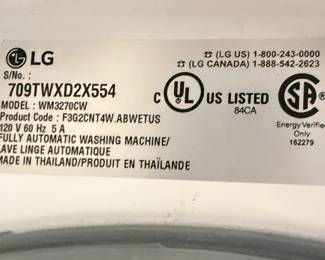 LG
S/No. :
709TWXD2X554
MODEL : WM3270CW
Product Code : F3G2CNT4W.ABWETUS
120 V 60 Hz 5 A
FULLY AUTOMATIC WASHING MACHINE/
LAVE LINGE AUTOMATIQUE
MADE IN THAILAND/PRODUIT EN THAÏLANDE
☎ (LG US) 1-800-243-0000
☎ (LG CANADA) 1-888-542-2623
C UL US LISTED
84CA
SA
Energy Verified
Only
162279